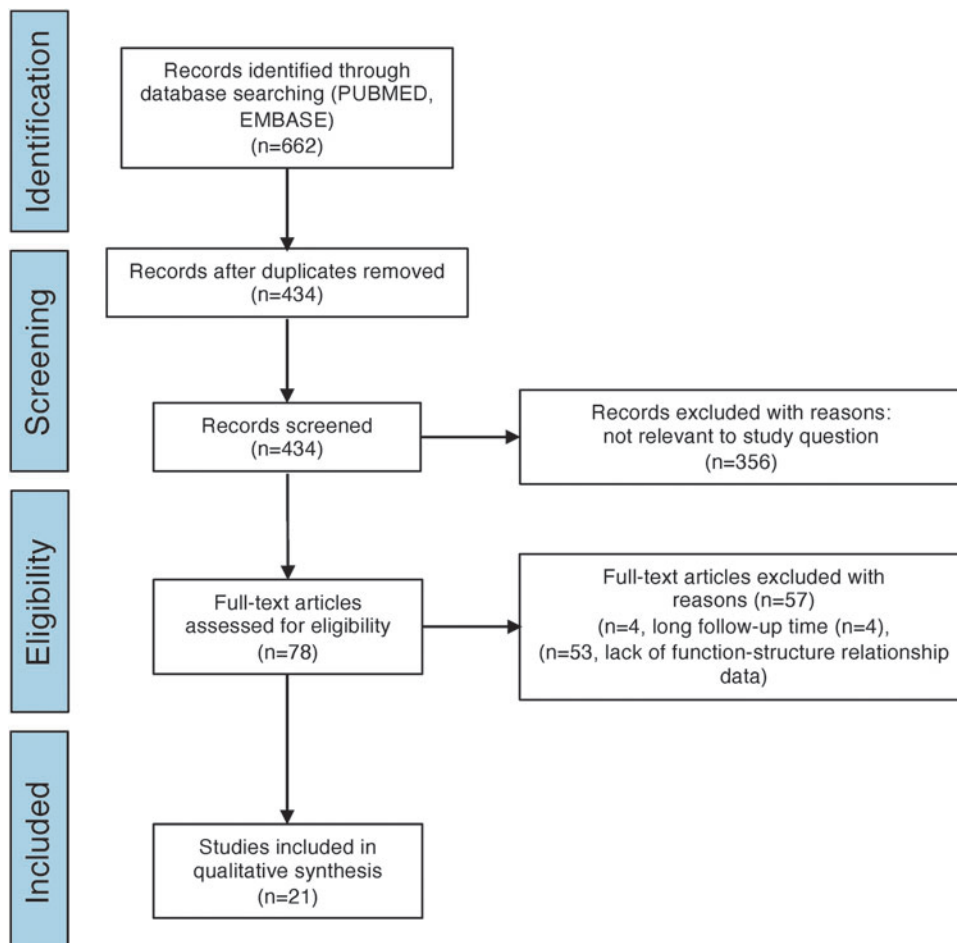 Identification
Records identified through
database searching (PUBMED,
EMBASE)
(n=662)
Screening
Records after duplicates removed
(n=434)
Records screened
(n=434)
Records excluded with reasons:
not relevant to study question
(n=356)
Eligibility
Full-text articles
assessed for eligibility
(n=78)
Full-text articles excluded with
reasons (n=57)
(n=4, long follow-up time (n=4),
(n=53, lack of function-structure relationship
data)
Included
Studies included in
qualitative synthesis
(n=21)